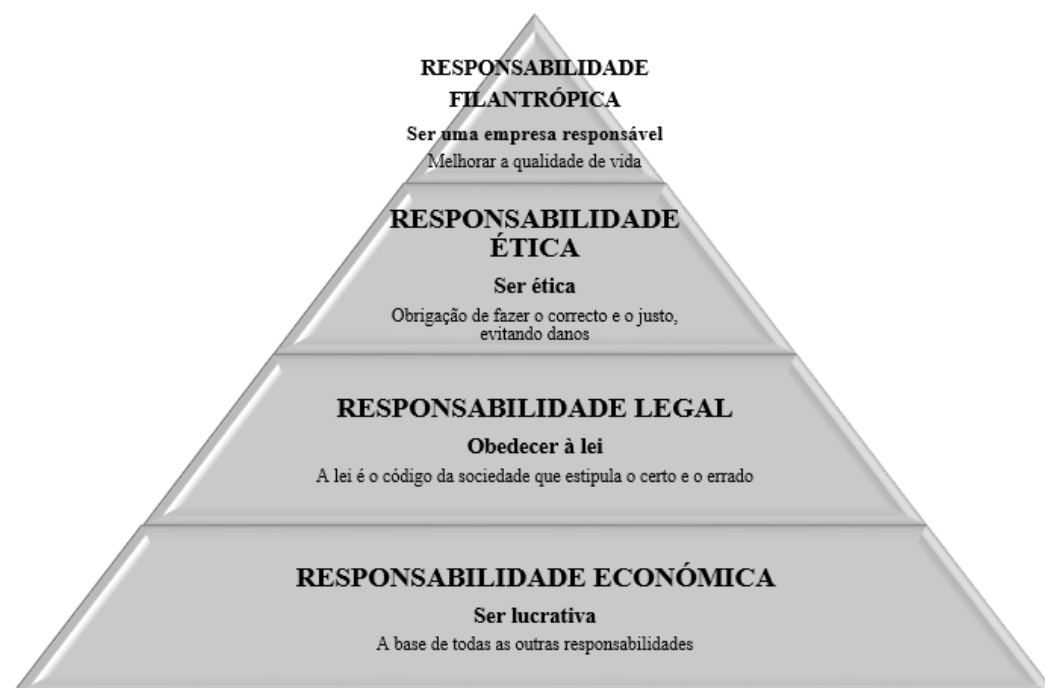 RESPONSABILIDADE
FILANTRÓPICA
Ser uma empresa responsável
Melhorar a qualidade de vida
RESPONSABILIDADE
ÉTICA
Ser ética
Obrigação de fazer o correcto e o justo,
evitando danos
RESPONSABILIDADE LEGAL
Obedecer à lei
A lei é o código da sociedade que estipula o certo e o errado
RESPONSABILIDADE ECONÓMICA
Ser lucrativa
A base de todas as outras responsabilidades